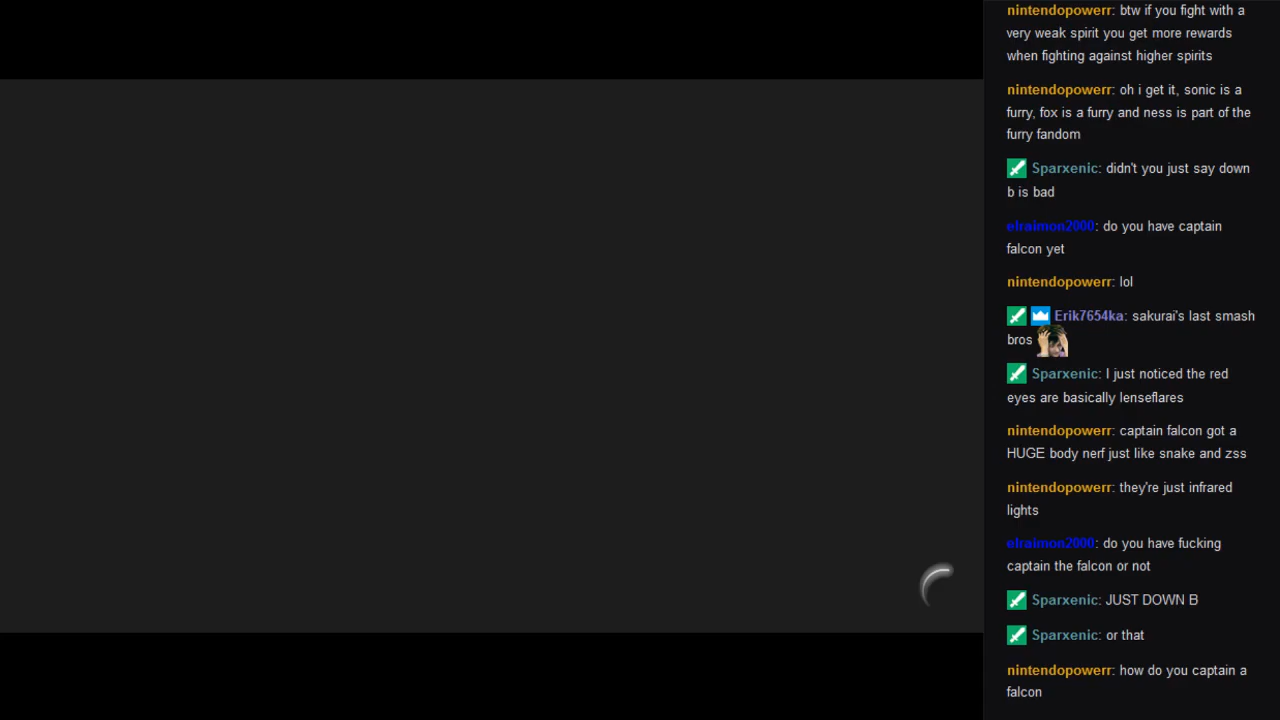 nintendopowerr: btw if you fight with a
very weak spirit you get more rewards
when fighting against higher spirits
nintendopowerr: oh i get it, sonic is a
furry, fox is a furry and ness is part of the
furry fandom
Sparxenic: didn't you just say down
b is bad
elraimon2000: do you have captain
falcon yet
nintendopowerr: lol
Erik7654ka: sakurai's last smash
bros
Sparxenic: I just noticed the red
eyes are basically lenseflares
nintendopowerr: captain falcon got a
HUGE body nerf just like snake and zss
nintendopowerr: they're just infrared
lights
elraimon2000: do you have fucking
captain the falcon or not
Sparxenic: JUST DOWN B
Sparxenic: or that
nintendopowerr: how do you captain a
falcon